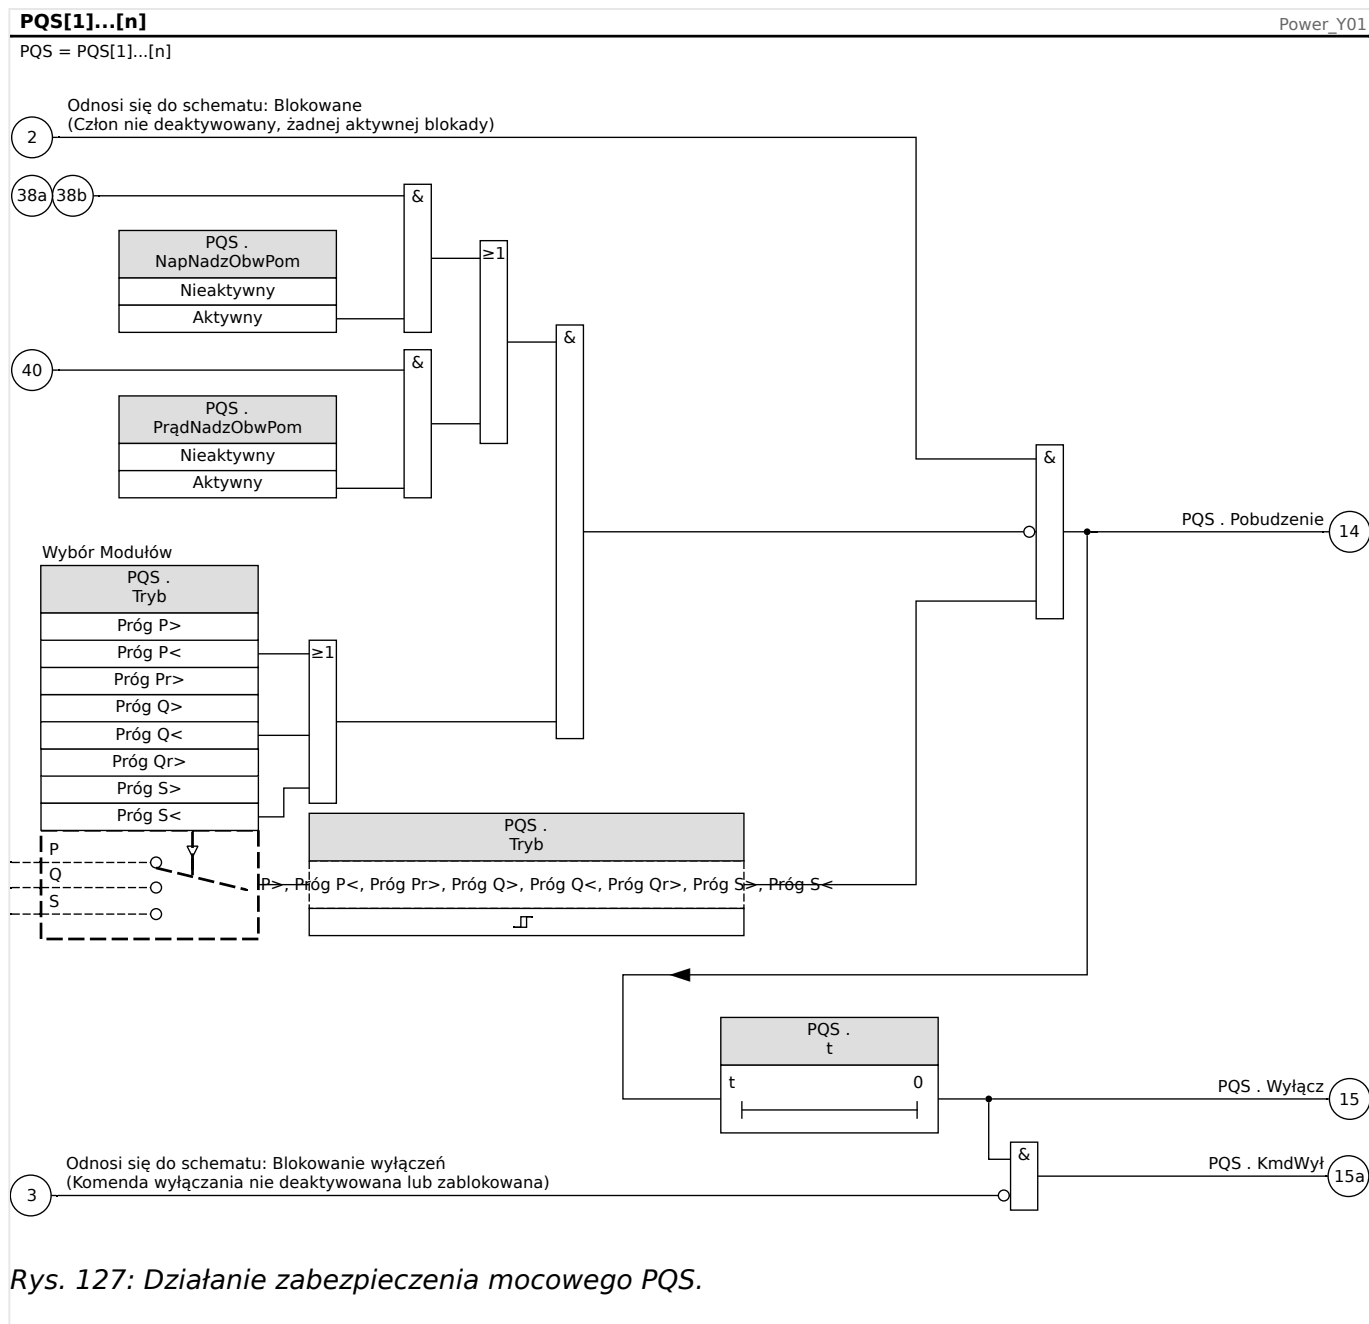 PQS[1]...[n]
Power_Y01
PQS = PQS[1]...[n]
Odnosi się do schematu: Blokowane
(Człon nie deaktywowany, żadnej aktywnej blokady)
2
38a
38b
&
PQS .
NapNadzObwPom
Nieaktywny
Aktywny
≥1
&
40
&
PQS .
PrądNadzObwPom
Nieaktywny
Aktywny
&
PQS . Pobudzenie
14
Wybór Modułów
PQS .
Tryb
Próg P>
Próg P<
Próg Pr>
Próg Q>
Próg Q<
Próg Qr>
Próg S>
Próg S<
≥1
P
Q
S
PQS .
Tryb
P>, Próg P<, Próg Pr>, Próg Q>, Próg Q<, Próg Qr>, Próg S>, Próg S<
PQS .
t
t
0
PQS . Wyłącz
15
Odnosi się do schematu: Blokowanie wyłączeń
(Komenda wyłączania nie deaktywowana lub zablokowana)
3
&
PQS . KmdWył
15a
Rys. 127: Działanie zabezpieczenia mocowego PQS.